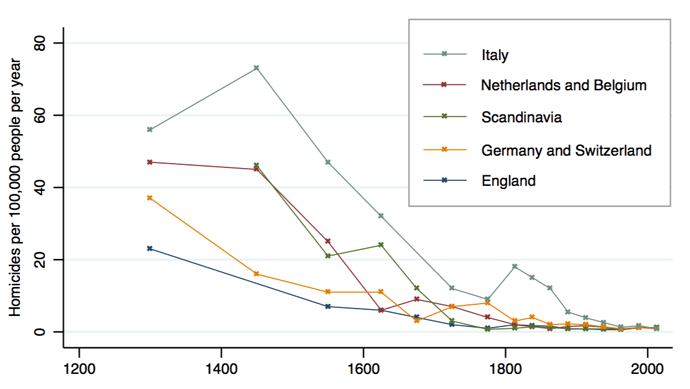 Homicides per 100,000 people per year
80
60
40
20
0
1200
1400
1600
1800
2000
Italy
Netherlands and Belgium
Scandinavia
Germany and Switzerland
England